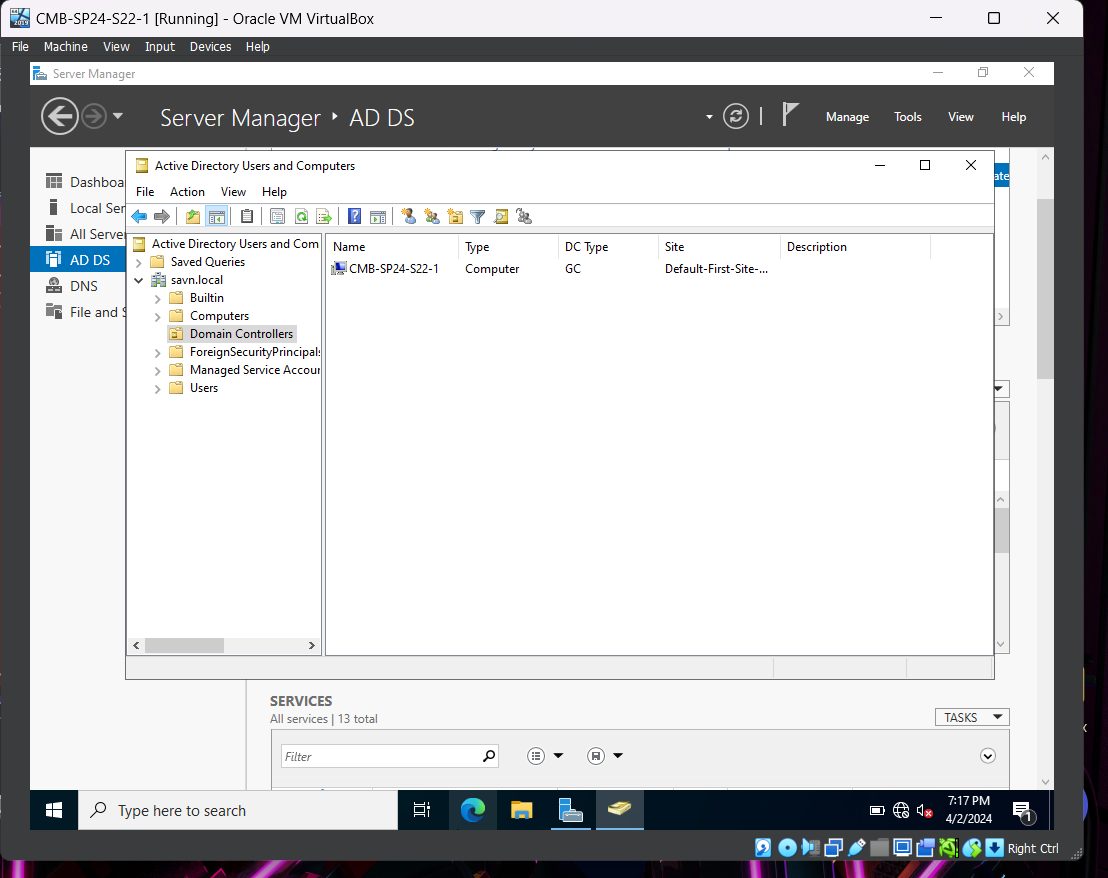 CMB-SP24-S22-1 [Running] - Oracle VM VirtualBox
File Machine View Input Devices Help
Server Manager
Server Manager AD DS
Manage Tools View Help
Dashboa
Local Ser
All Server
AD DS
DNS
File and S
Active Directory Users and Computers
File Action View Help
Active Directory Users and Com
Saved Queries
savn.local
Builtin
Computers
Domain Controllers
ForeignSecurityPrincipals
Managed Service Accour
Users
Name Type DC Type Site Description
CMB-SP24-S22-1 Computer GC Default-First-Site-...
ate
SERVICES
All services | 13 total
TASKS
Filter
Type here to search
7:17 PM
4/2/2024
1
Right Ctrl